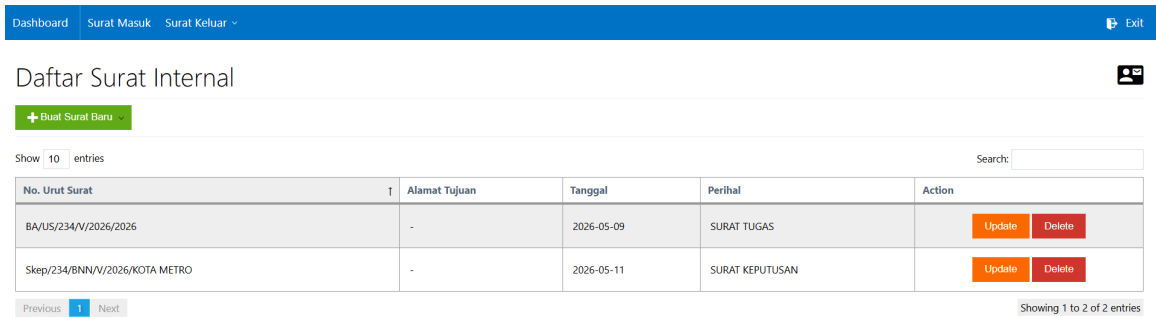 Dashboard Surat Masuk Surat Keluar Exit
Daftar Surat Internal
Buat Surat Baru
Show 10 entries Search:
No. Urut Surat ↑ Alamat Tujuan Tanggal Perihal Action
BA/US/234/V/2026/2026 - 2026-05-09 SURAT TUGAS Update Delete
Skep/234/BNN/V/2026/KOTA METRO - 2026-05-11 SURAT KEPUTUSAN Update Delete
Previous 1 Next Showing 1 to 2 of 2 entries